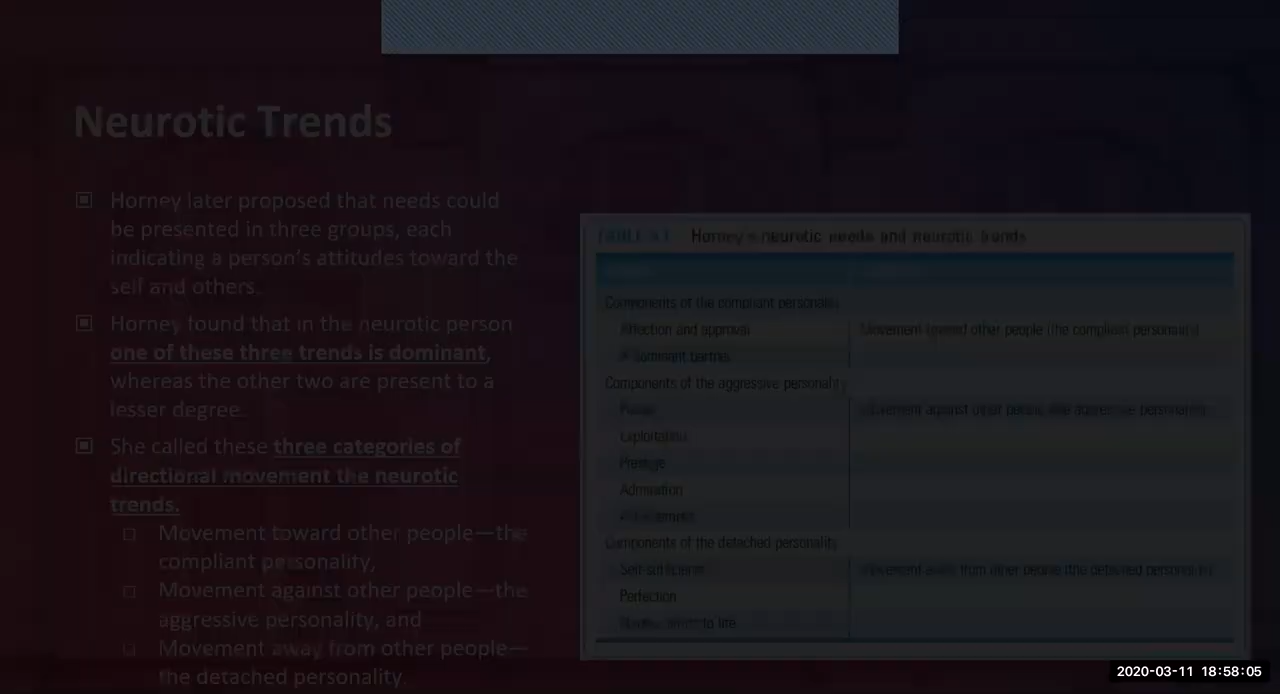 Neurotic Trends
Horney later proposed that needs could
be presented in three groups, each
indicating a person's attitudes toward the
self and others.
Horney found that in the neurotic person
one of these three trends is dominant,
whereas the other two are present to a
lesser degree.
She called these three categories of
directional movement the neurotic
trends.
Movement toward other people—the
compliant personality,
Movement against other people—the
aggressive personality, and
Movement away from other people—
the detached personality.
TABLE Horney's neurotic needs and neurotic trends
Components of the compliant personality
Affection and approval Movement toward other people (the compliant personality)
dominant partner
Components of the aggressive personality
Power Movement against other people (the aggressive personality)
Exploitation
Prestige
Admiration
Achievement
Components of the detached personality
Self-sufficiency Movement away from other people (the detached personality)
Perfection
to life
2020-03-11 18:58:05